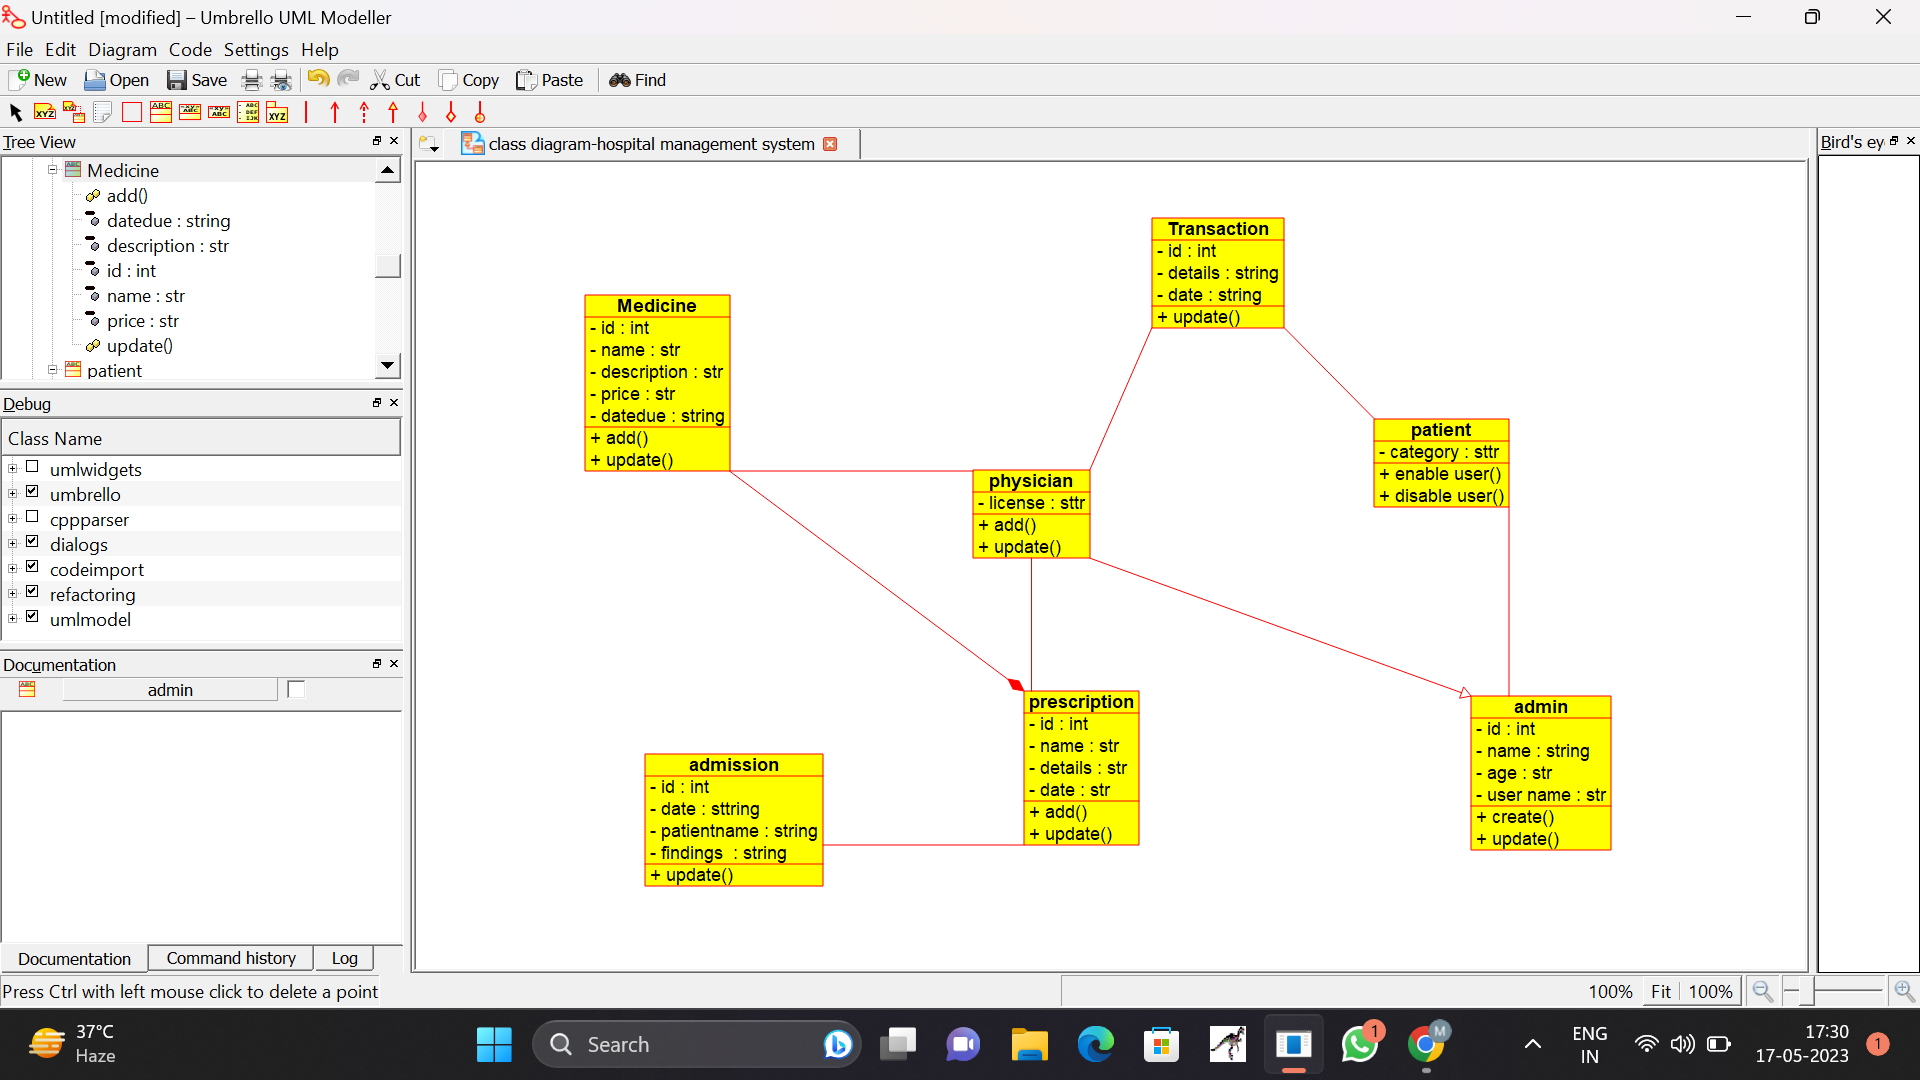 Untitled [modified] – Umbrello UML Modeller
File Edit Diagram Code Settings Help
New Open Save Cut Copy Paste Find
Tree View
Medicine
add()
datedue : string
description : str
id : int
name : str
price : str
update()
patient
Debug
Class Name
umlwidgets
umbrello
cppparser
dialogs
codeimport
refactoring
umlmodel
Documentation
admin
Documentation Command history Log
Press Ctrl with left mouse click to delete a point
class diagram-hospital management system
Bird's ey
Transaction
- id : int
- details : string
- date : string
+ update()
Medicine
- id : int
- name : str
- description : str
- price : str
- datedue : string
+ add()
+ update()
patient
- category : sttr
+ enable user()
+ disable user()
physician
- license : sttr
+ add()
+ update()
prescription
- id : int
- name : str
- details : str
- date : str
+ add()
+ update()
admin
- id : int
- name : string
- age : str
- user name : str
+ create()
+ update()
admission
- id : int
- date : sttring
- patientname : string
- findings  : string
+ update()
100% Fit 100%
37°C
Haze
Search
1
M
ENG
IN
17:30
17-05-2023
1